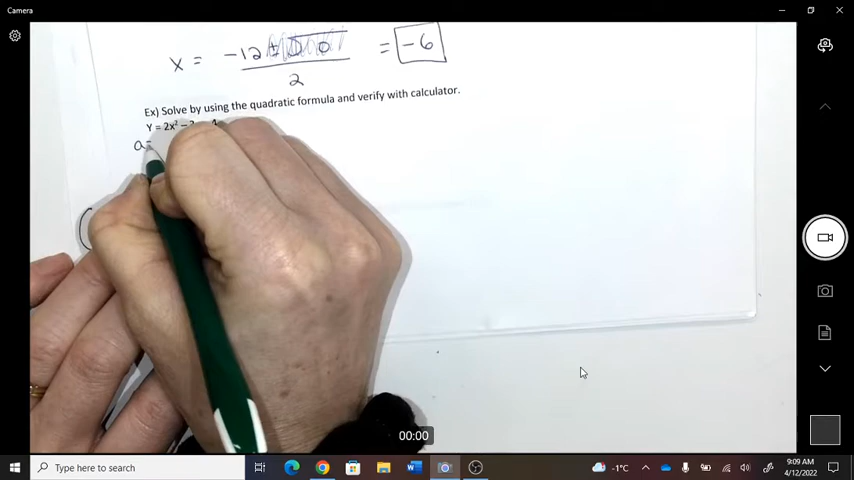 Camera
x = -12 ± 0 = -6
2
Ex) Solve by using the quadratic formula and verify with calculator.
Y = 2x² –
a =
00:00
Type here to search
-1°C
9:09 AM
4/12/2022